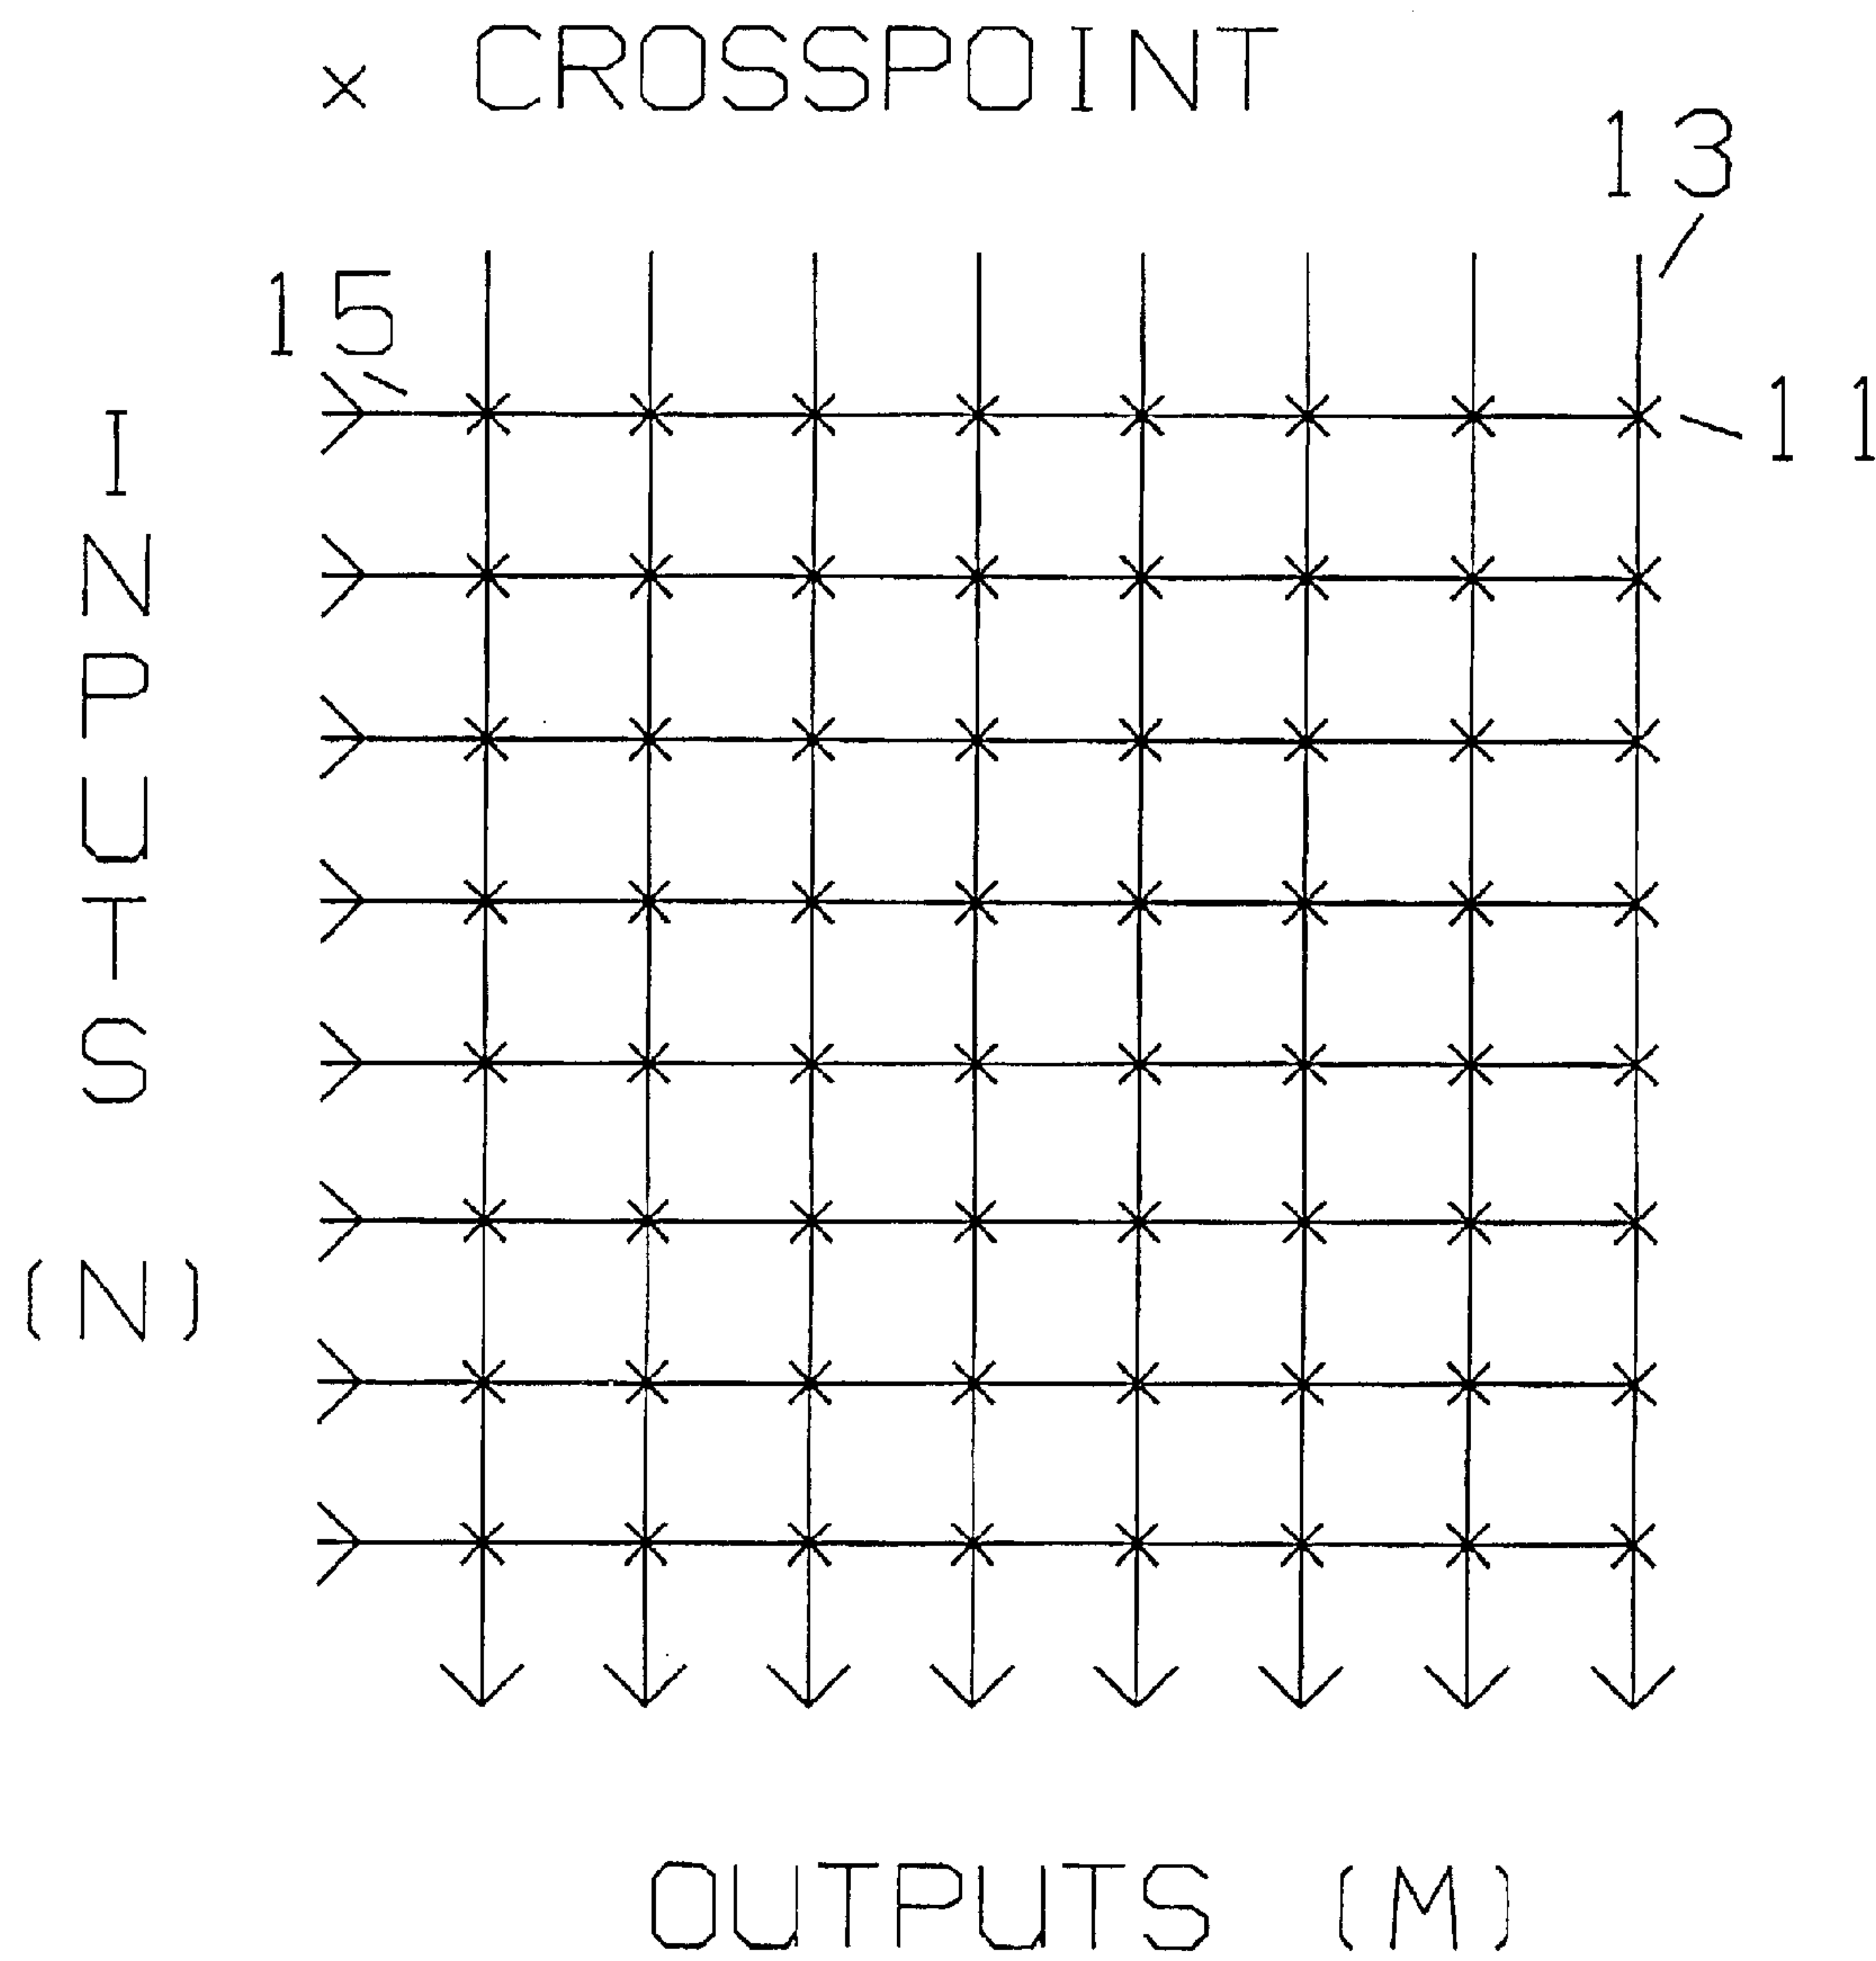 x CROSSPOINT
13
15
11
INPUTS
(N)
OUTPUTS (M)